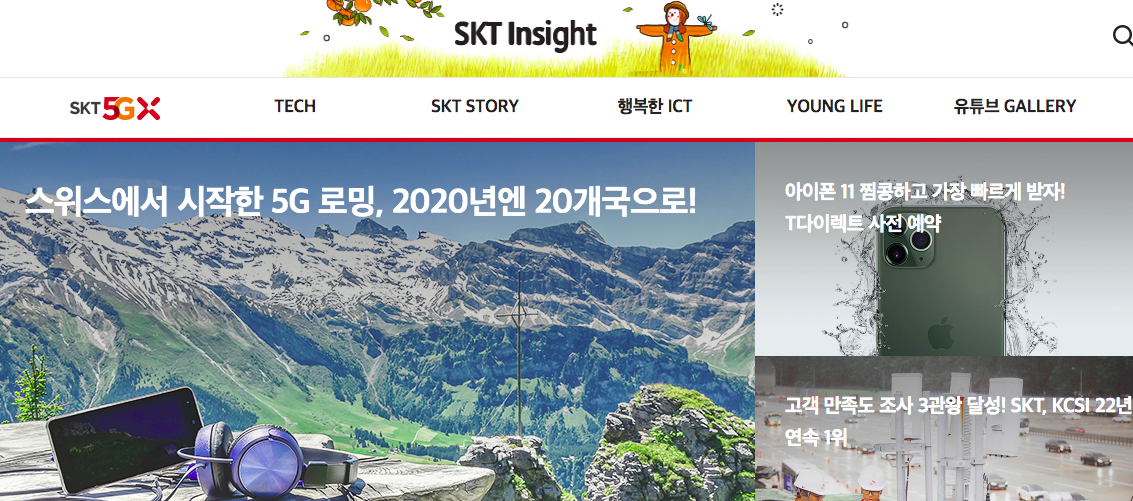 SKT Insight
SKT 5GX
TECH
SKT STORY
행복한 ICT
YOUNG LIFE
유튜브 GALLERY
스위스에서 시작한 5G 로밍, 2020년엔 20개국으로!
아이폰 11 찜콩하고 가장 빠르게 받자!
T다이렉트 사전 예약
고객 만족도 조사 3관왕 달성! SKT, KCSI 22년
연속 1위